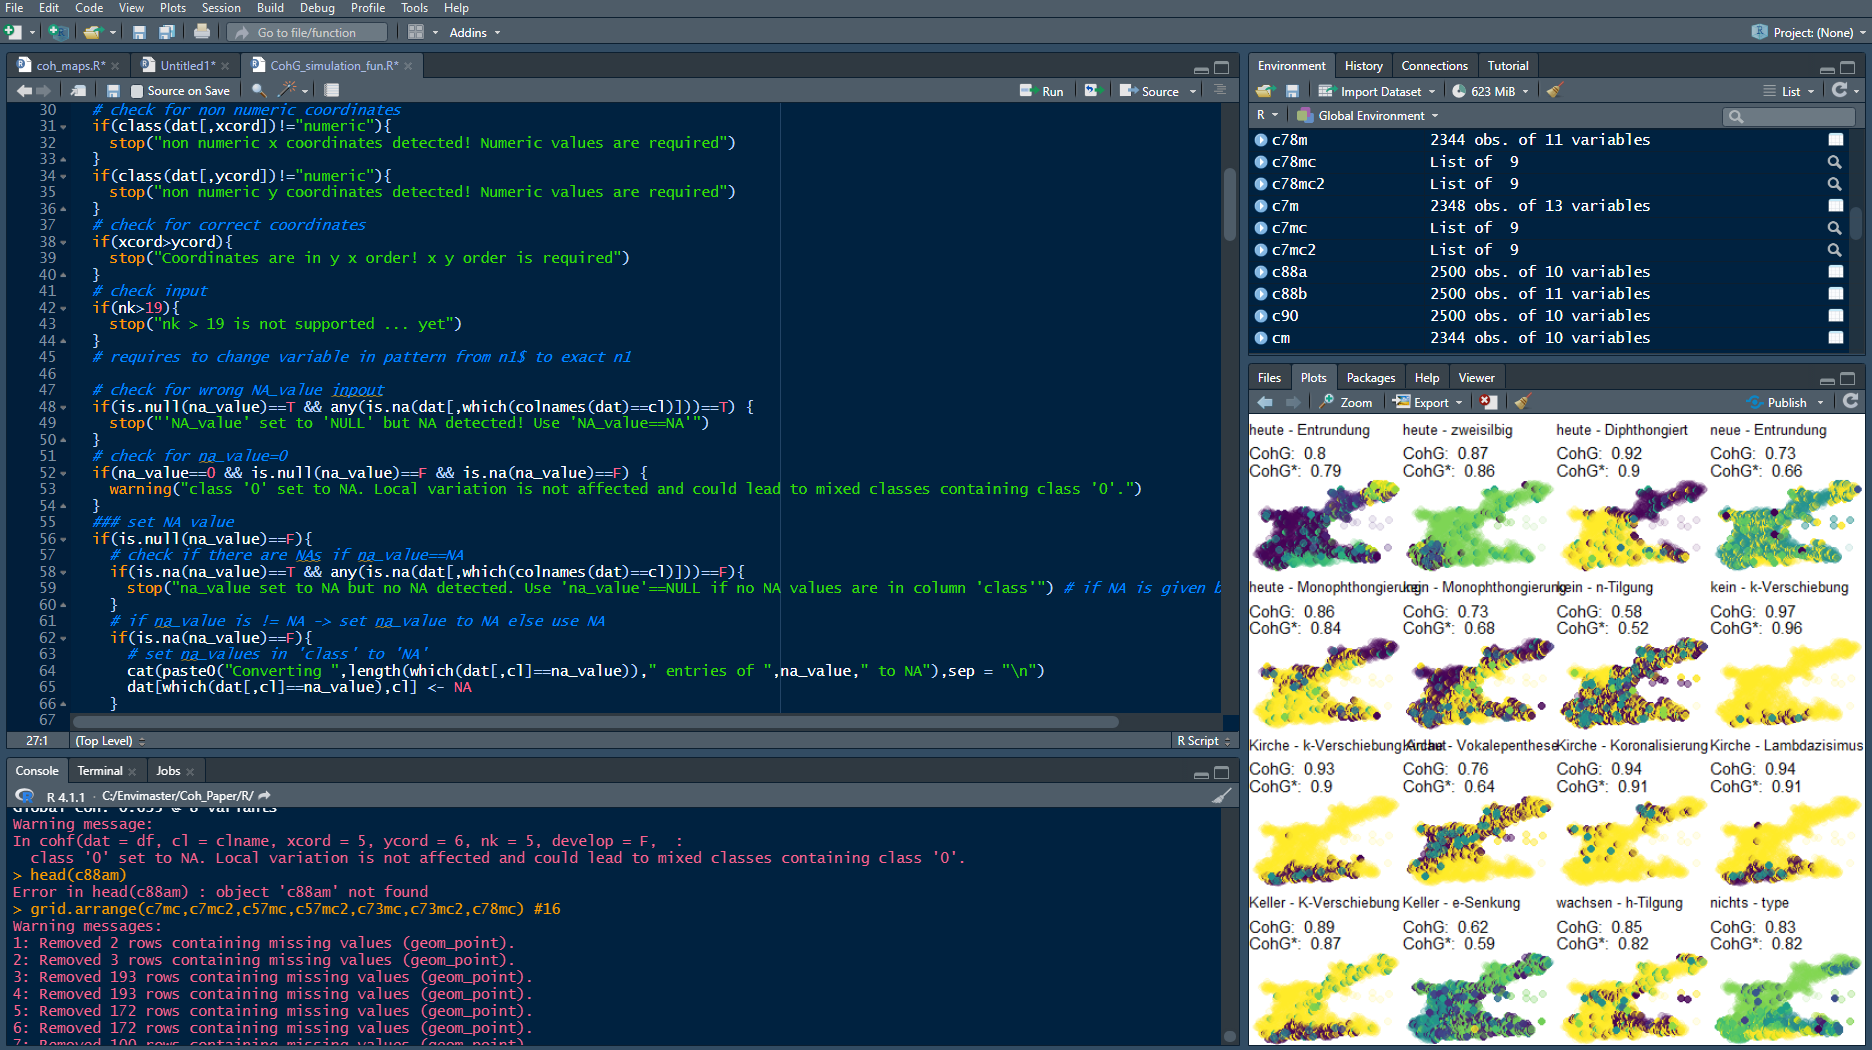 File Edit Code View Plots Session Build Debug Profile Tools Help
Go to file/function Addins Project: (None)
coh_maps.R* Untitled1* CohG_simulation_fun.R*
Source on Save Run Source
30 # check for non numeric coordinates
31 if(class(dat[,xcord])!="numeric"){
32 stop("non numeric x coordinates detected! Numeric values are required")
33 }
34 if(class(dat[,ycord])!="numeric"){
35 stop("non numeric y coordinates detected! Numeric values are required")
36 }
37 # check for correct coordinates
38 if(xcord>ycord){
39 stop("Coordinates are in y x order! x y order is required")
40 }
41 # check input
42 if(nk>19){
43 stop("nk > 19 is not supported ... yet")
44 }
45 # requires to change variable in pattern from n1$ to exact n1
46
47 # check for wrong NA_value inpout
48 if(is.null(na_value)==T && any(is.na(dat[,which(colnames(dat)==cl)]))==T) {
49 stop("'NA_value' set to 'NULL' but NA detected! Use 'NA_value==NA'")
50 }
51 # check for na_value=0
52 if(na_value==0 && is.null(na_value)==F && is.na(na_value)==F) {
53 warning("class '0' set to NA. Local variation is not affected and could lead to mixed classes containing class '0'.")
54 }
55 ### set NA value
56 if(is.null(na_value)==F){
57 # check if there are NAs if na_value==NA
58 if(is.na(na_value)==T && any(is.na(dat[,which(colnames(dat)==cl)]))==F){
59 stop("na_value set to NA but no NA detected. Use 'na_value'==NULL if no NA values are in column 'class'") # if NA is given b
60 }
61 # if na_value is != NA -> set na_value to NA else use NA
62 if(is.na(na_value)==F){
63 # set na_values in 'class' to 'NA'
64 cat(paste0("Converting ",length(which(dat[,cl]==na_value))," entries of ",na_value," to NA"),sep = "\n")
65 dat[which(dat[,cl]==na_value),cl] <- NA
66 }
67
27:1 (Top Level) R Script
Console Terminal Jobs
R 4.1.1 · C:/Envimaster/Coh_Paper/R/
Warning message:
In cohf(dat = df, cl = clname, xcord = 5, ycord = 6, nk = 5, develop = F, :
class '0' set to NA. Local variation is not affected and could lead to mixed classes containing class '0'.
> head(c88am)
Error in head(c88am) : object 'c88am' not found
> grid.arrange(c7mc,c7mc2,c57mc,c57mc2,c73mc,c73mc2,c78mc) #16
Warning messages:
1: Removed 2 rows containing missing values (geom_point).
2: Removed 3 rows containing missing values (geom_point).
3: Removed 193 rows containing missing values (geom_point).
4: Removed 193 rows containing missing values (geom_point).
5: Removed 172 rows containing missing values (geom_point).
6: Removed 172 rows containing missing values (geom_point).
7: Removed 100 rows containing missing values (geom_point)
Environment History Connections Tutorial
Import Dataset 623 MiB List
R Global Environment
c78m 2344 obs. of 11 variables
c78mc List of 9
c78mc2 List of 9
c7m 2348 obs. of 13 variables
c7mc List of 9
c7mc2 List of 9
c88a 2500 obs. of 10 variables
c88b 2500 obs. of 11 variables
c90 2500 obs. of 10 variables
cm 2344 obs. of 10 variables
Files Plots Packages Help Viewer
Zoom Export Publish
heute - Entrundung heute - zweisilbig heute - Diphthongiert neue - Entrundung
CohG: 0.8 CohG: 0.87 CohG: 0.92 CohG: 0.73
CohG*: 0.79 CohG*: 0.86 CohG*: 0.9 CohG*: 0.66
heute - Monophthongierung kein - Monophthongierung kein - n-Tilgung kein - k-Verschiebung
CohG: 0.86 CohG: 0.73 CohG: 0.58 CohG: 0.97
CohG*: 0.84 CohG*: 0.68 CohG*: 0.52 CohG*: 0.96
Kirche - k-Verschiebung Vokalepenthese Kirche - Koronalisierung Kirche - Lambdazisimus
CohG: 0.93 CohG: 0.76 CohG: 0.94 CohG: 0.94
CohG*: 0.9 CohG*: 0.64 CohG*: 0.91 CohG*: 0.91
Keller - K-Verschiebung Keller - e-Senkung wachsen - h-Tilgung nichts - type
CohG: 0.89 CohG: 0.62 CohG: 0.85 CohG: 0.83
CohG*: 0.87 CohG*: 0.59 CohG*: 0.82 CohG*: 0.82